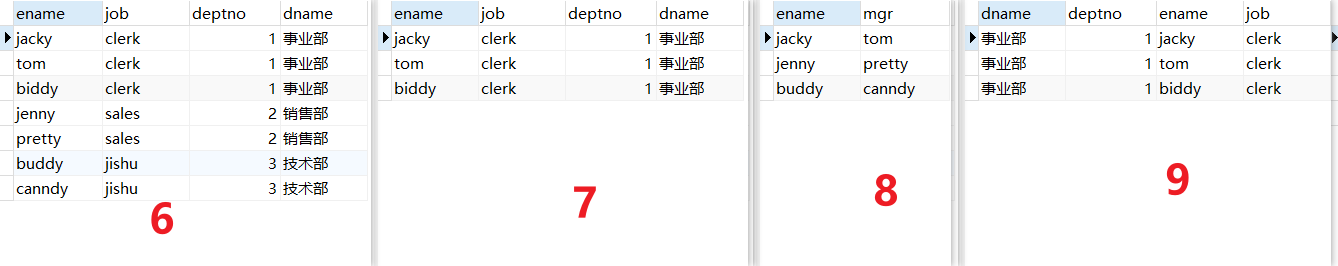 ename job deptno dname
jacky clerk 1 事业部
tom clerk 1 事业部
biddy clerk 1 事业部
jenny sales 2 销售部
pretty sales 2 销售部
buddy jishu 3 技术部
canndy jishu 3 技术部
6
ename job deptno dname
jacky clerk 1 事业部
tom clerk 1 事业部
biddy clerk 1 事业部
7
ename mgr
jacky tom
jenny pretty
buddy canndy
8
dname deptno ename job
事业部 1 jacky clerk
事业部 1 tom clerk
事业部 1 biddy clerk
9